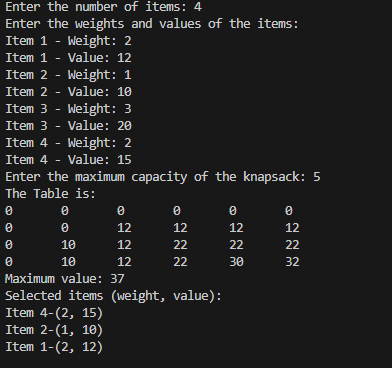 Enter the number of items: 4
Enter the weights and values of the items:
Item 1 - Weight: 2
Item 1 - Value: 12
Item 2 - Weight: 1
Item 2 - Value: 10
Item 3 - Weight: 3
Item 3 - Value: 20
Item 4 - Weight: 2
Item 4 - Value: 15
Enter the maximum capacity of the knapsack: 5
The Table is:
0 0 0 0 0 0
0 0 12 12 12 12
0 10 12 22 22 22
0 10 12 22 30 32
Maximum value: 37
Selected items (weight, value):
Item 4-(2, 15)
Item 2-(1, 10)
Item 1-(2, 12)